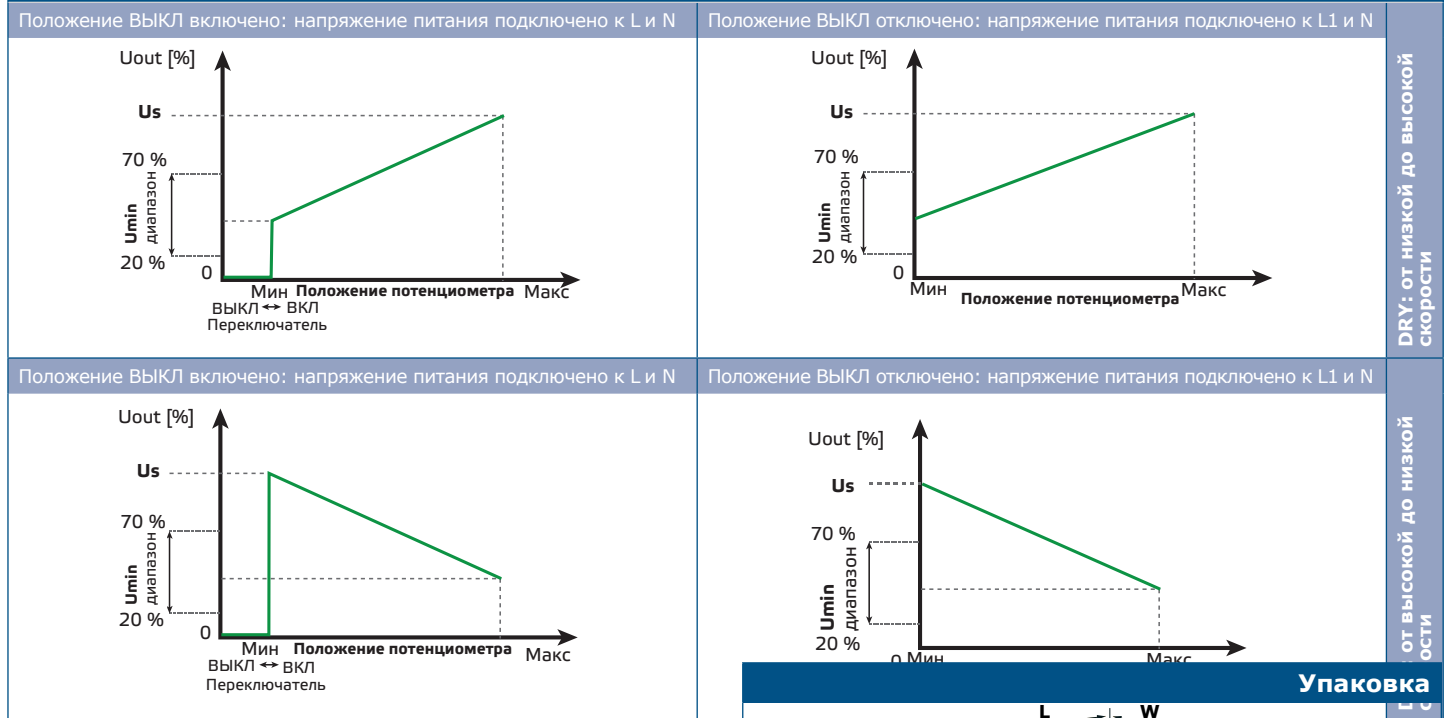 Положение ВЫКЛ включено: напряжение питания подключено к L и N
Uout [%]
Us
70 %
Umin
диапазон
20 %
0
Мин Положение потенциометра Макс
ВЫКЛ ↔ ВКЛ
Переключатель
Положение ВЫКЛ отключено: напряжение питания подключено к L1 и N
Uout [%]
Us
70 %
Umin
диапазон
20 %
0
Мин Положение потенциометра Макс
DRY: от низкой до высокой
скорости
Положение ВЫКЛ включено: напряжение питания подключено к L и N
Uout [%]
Us
70 %
Umin
диапазон
20 %
0
Мин Положение потенциометра Макс
ВЫКЛ ↔ ВКЛ
Переключатель
Положение ВЫКЛ отключено: напряжение питания подключено к L1 и N
Uout [%]
Us
70 %
Umin
диапазон
20 %
0 Мин Макс
от высокой до низкой
Упаковка
L W